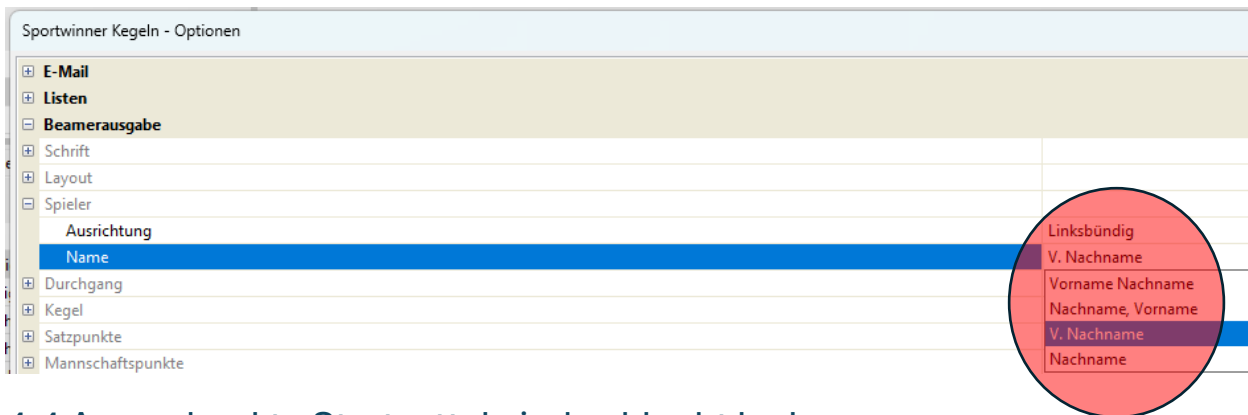 Sportwinner Kegeln - Optionen
E-Mail
Listen
Beamerausgabe
Schrift
Layout
Spieler
Ausrichtung Linksbündig
Name V. Nachname
Durchgang Vorname Nachname
Kegel Nachname, Vorname
Satzpunkte V. Nachname
Mannschaftspunkte Nachname